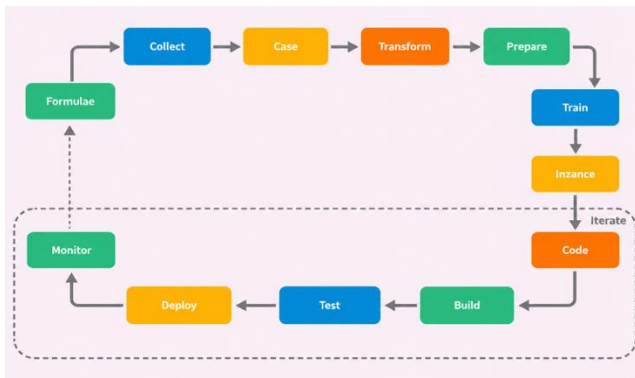 Collect
Case
Transform
Prepare
Formulae
Train
Inzance
Iterate
Monitor
Code
Deploy
Test
Build